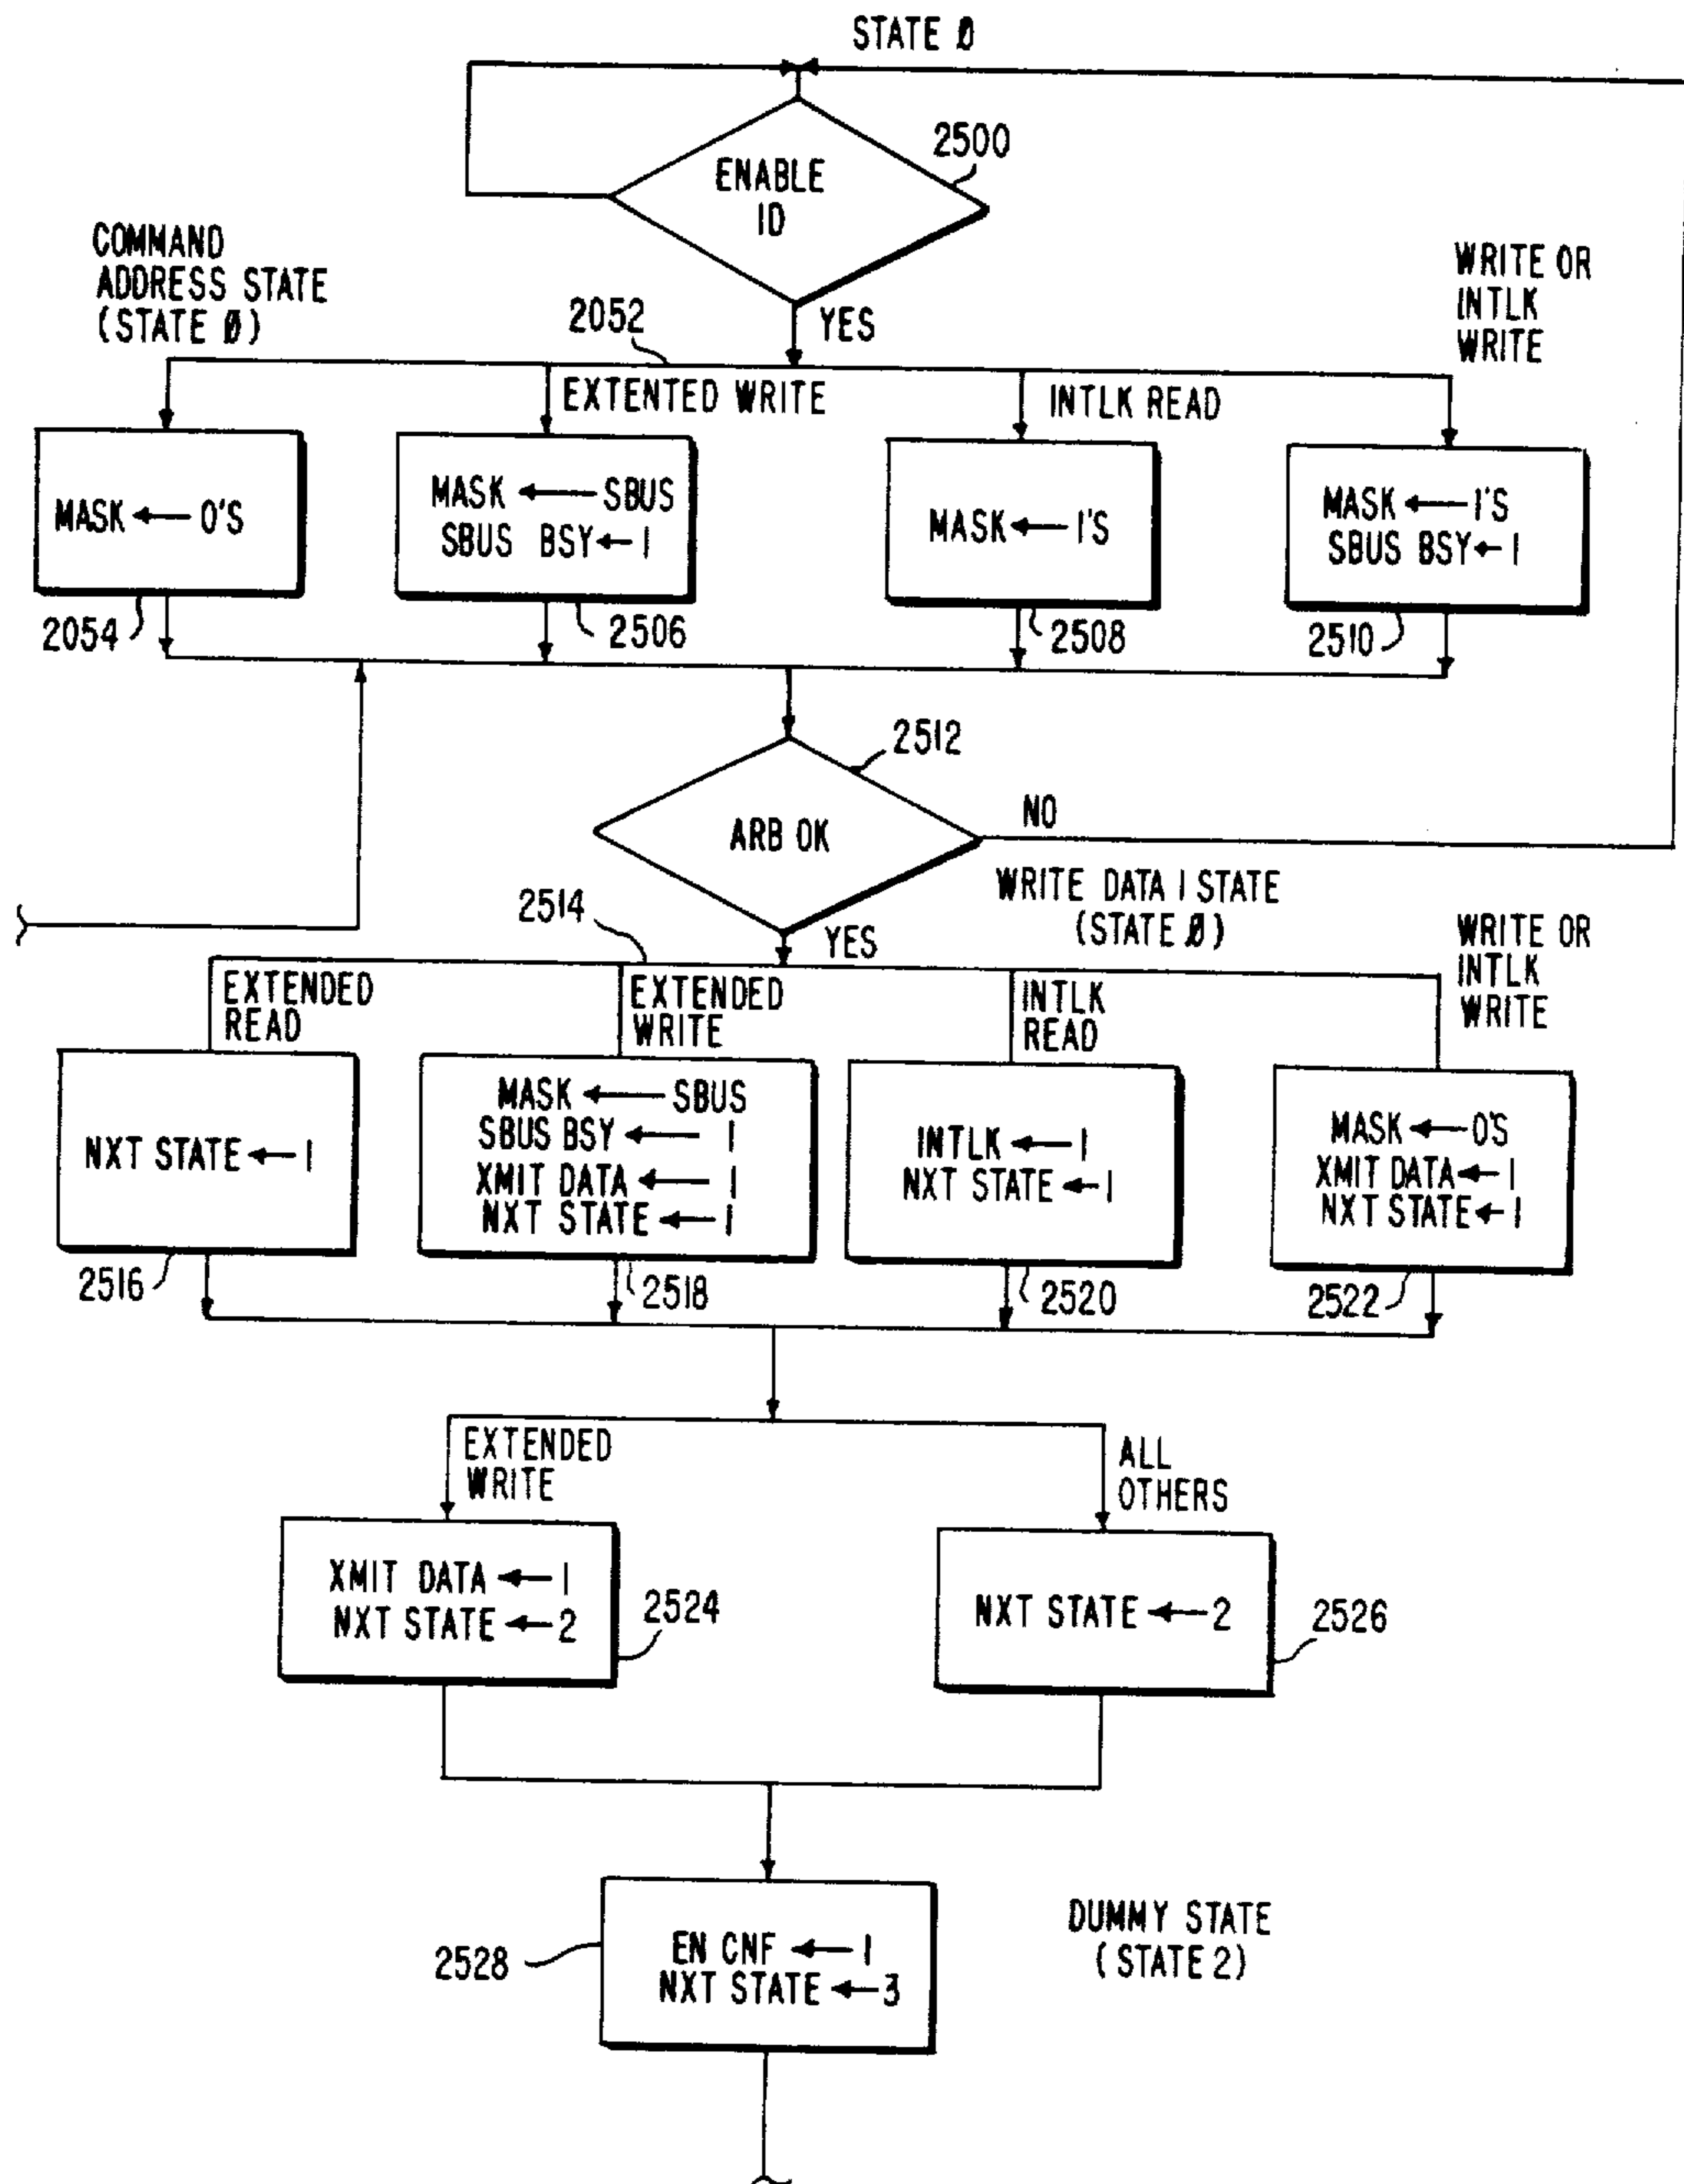 STATE Ø
2500
ENABLE
ID
COMMAND
ADDRESS STATE
(STATE Ø)
WRITE OR
INTLK
WRITE
2052
YES
EXTENTED WRITE
INTLK READ
MASK ← 0'S
MASK ← SBUS
SBUS BSY ← 1
MASK ← 1'S
MASK ← 1'S
SBUS BSY ← 1
2054
2506
2508
2510
2512
ARB OK
NO
WRITE DATA 1 STATE
(STATE Ø)
2514
YES
EXTENDED
READ
EXTENDED
WRITE
INTLK
READ
WRITE OR
INTLK
WRITE
NXT STATE ← 1
MASK ← SBUS
SBUS BSY ← 1
XMIT DATA ← 1
NXT STATE ← 1
INTLK ← 1
NXT STATE ← 1
MASK ← 0'S
XMIT DATA ← 1
NXT STATE ← 1
2516
2518
2520
2522
EXTENDED
WRITE
ALL
OTHERS
XMIT DATA ← 1
NXT STATE ← 2
2524
NXT STATE ← 2
2526
EN CNF ← 1
NXT STATE ← 3
2528
DUMMY STATE
(STATE 2)